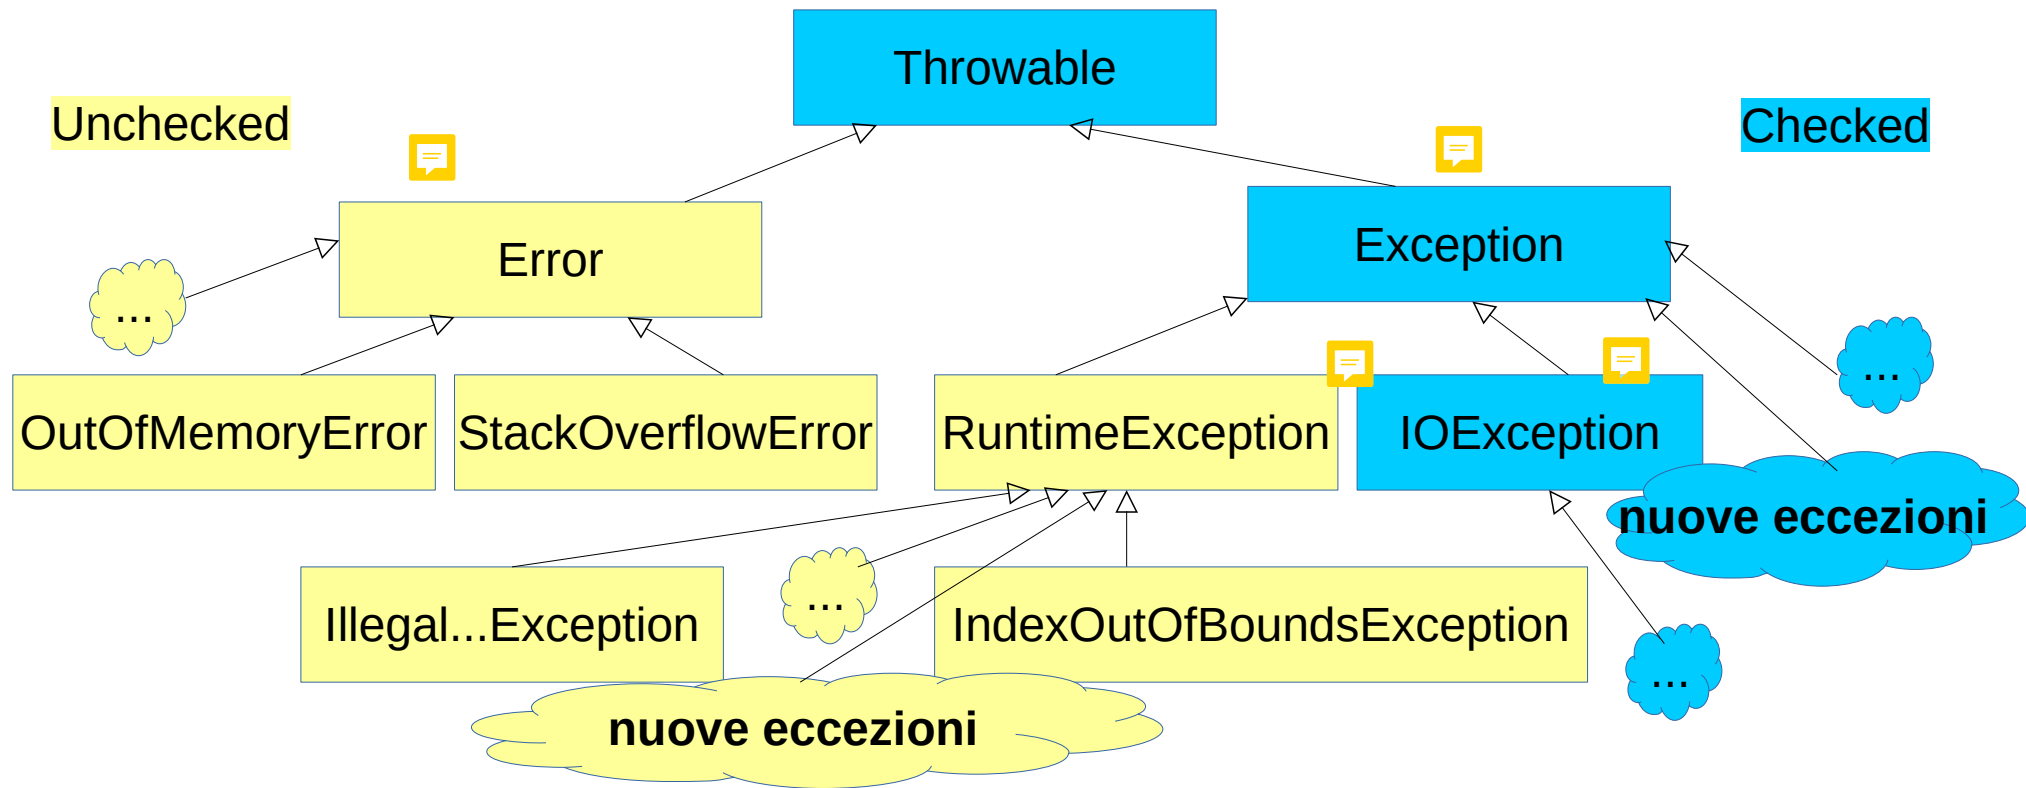 Throwable
Unchecked
Checked
Error
Exception
...
...
OutOfMemoryError
StackOverflowError
RuntimeException
IOException
nuove eccezioni
Illegal...Exception
...
IndexOutOfBoundsException
...
nuove eccezioni